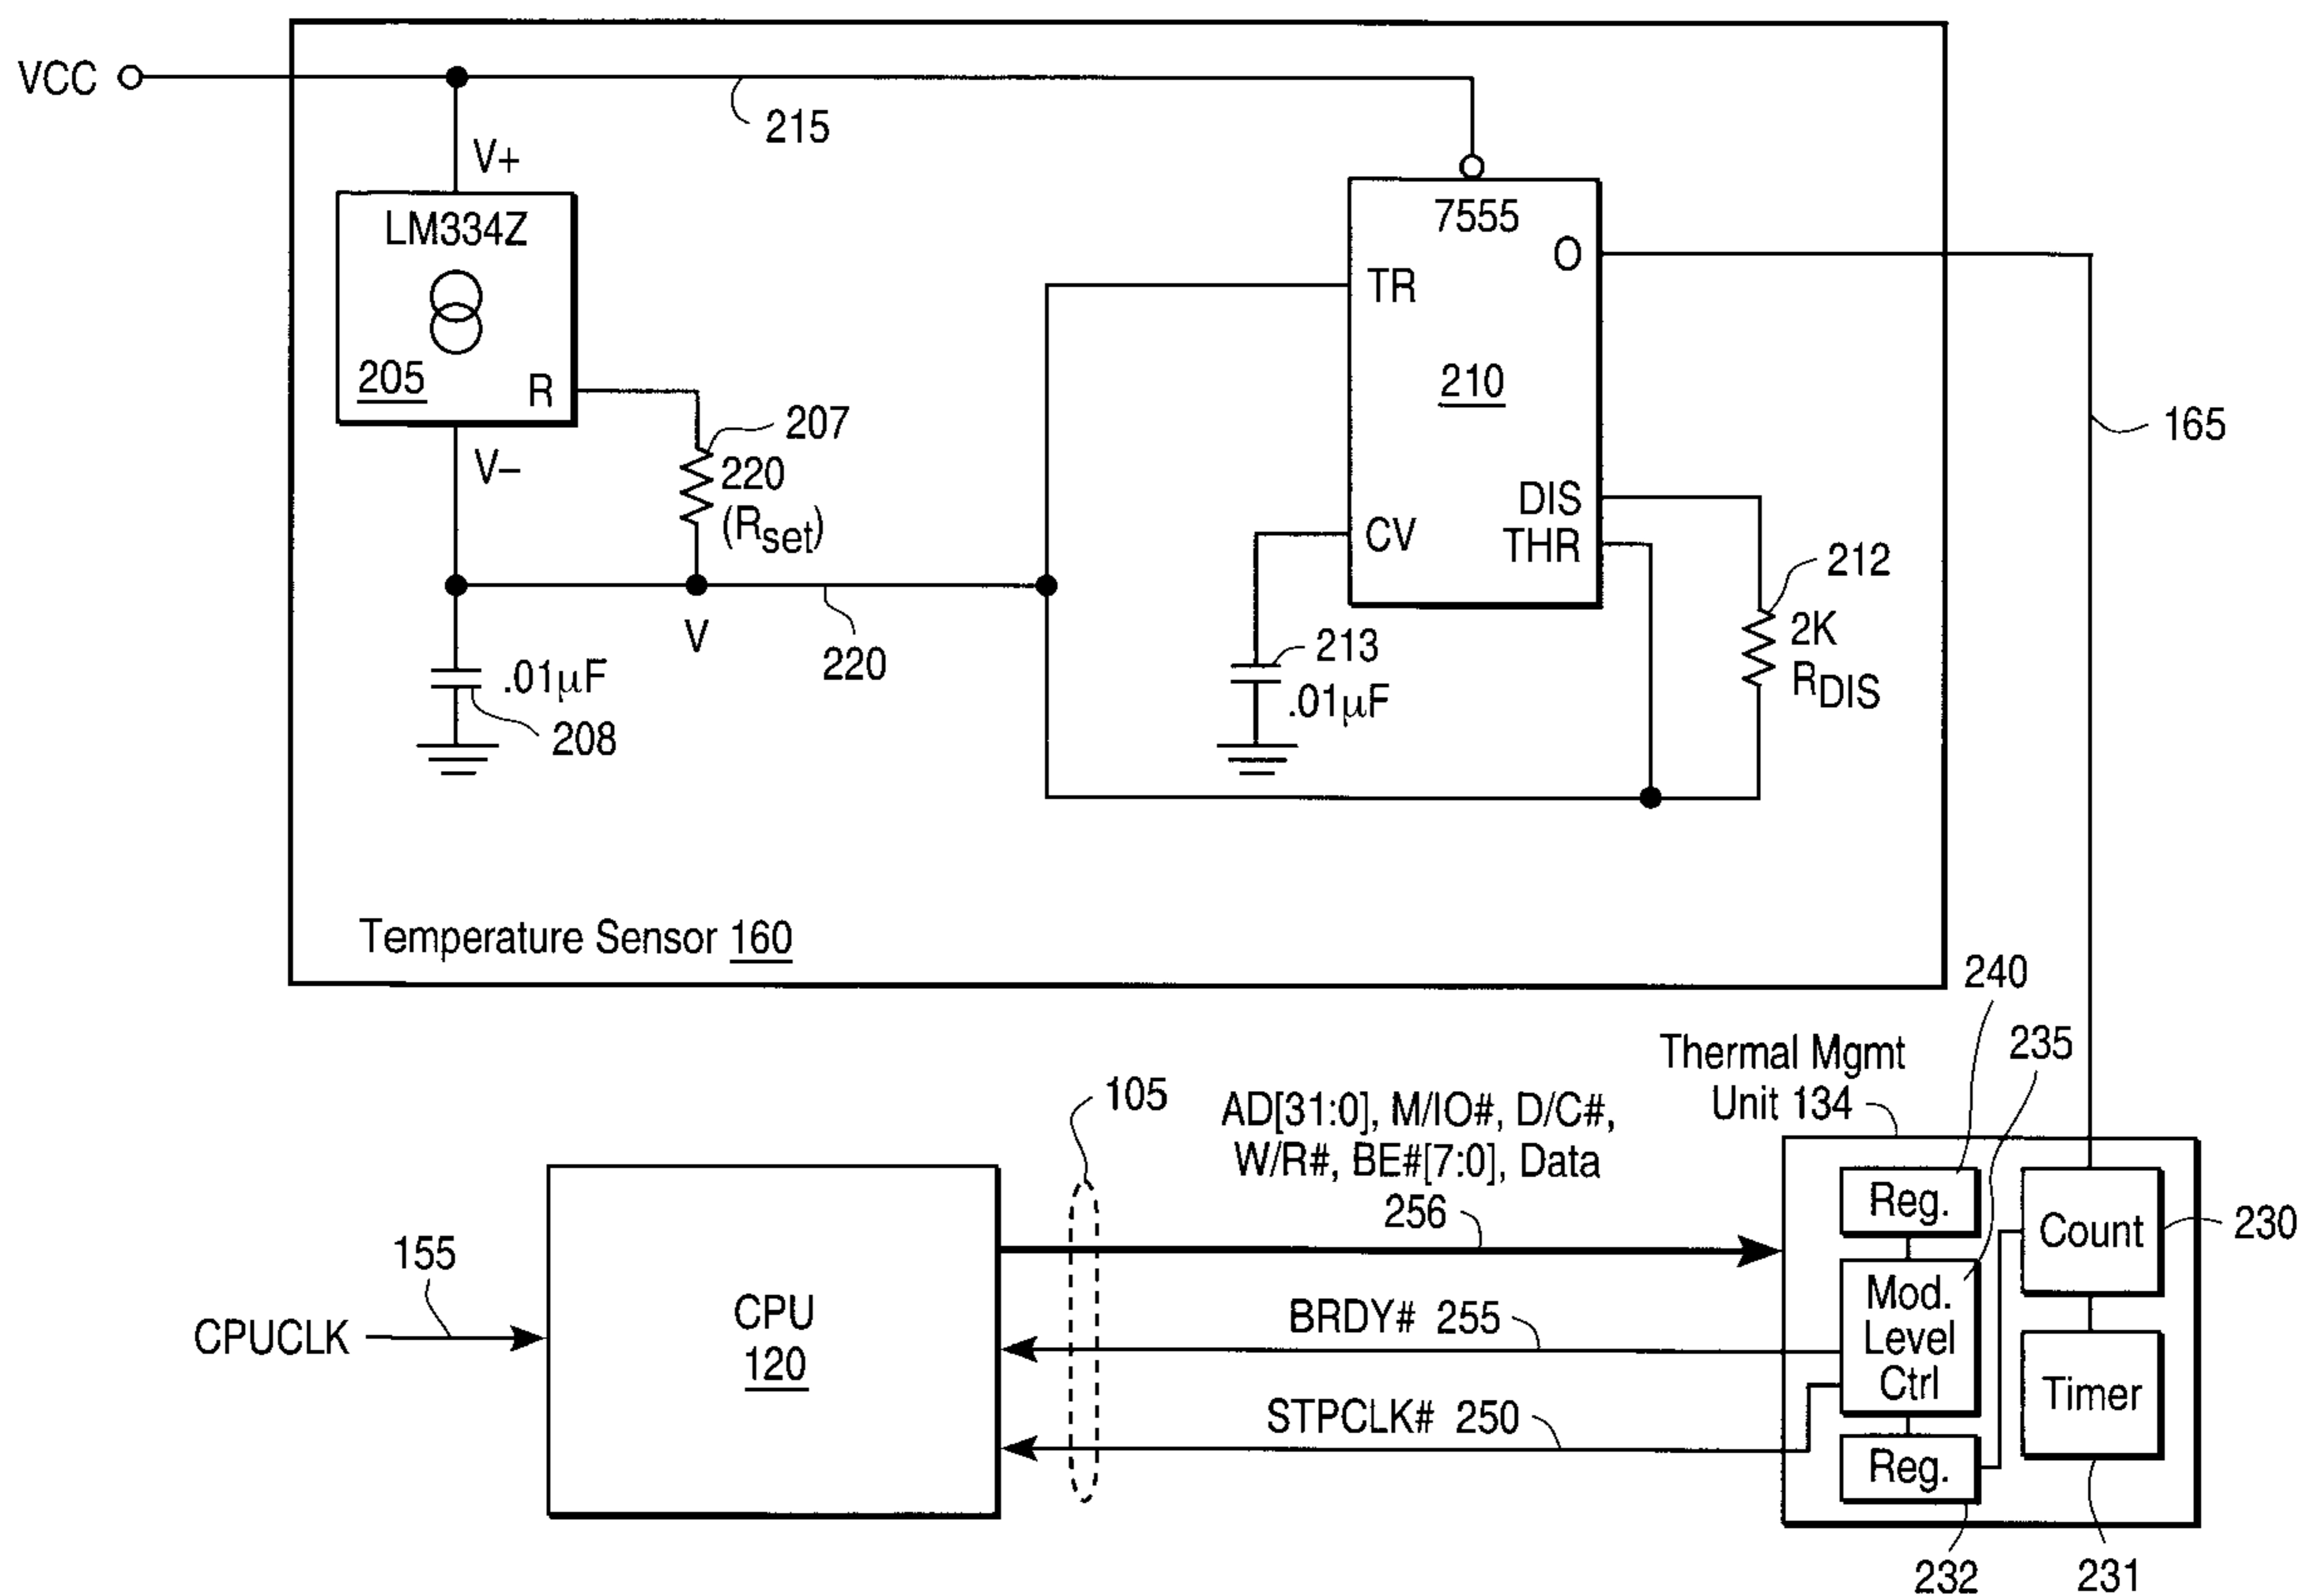 VCC
215
V+
LM334Z
205
R
V–
207
220
(Rset)
V
220
.01µF
208
7555
O
TR
210
DIS
THR
CV
213
.01µF
212
2K
RDIS
165
Temperature Sensor 160
240
235
Thermal Mgmt
Unit 134
105
AD[31:0], M/IO#, D/C#,
W/R#, BE#[7:0], Data
256
155
CPUCLK
CPU
120
BRDY# 255
STPCLK# 250
Reg.
Mod.
Level
Ctrl
Reg.
Count
230
Timer
232
231